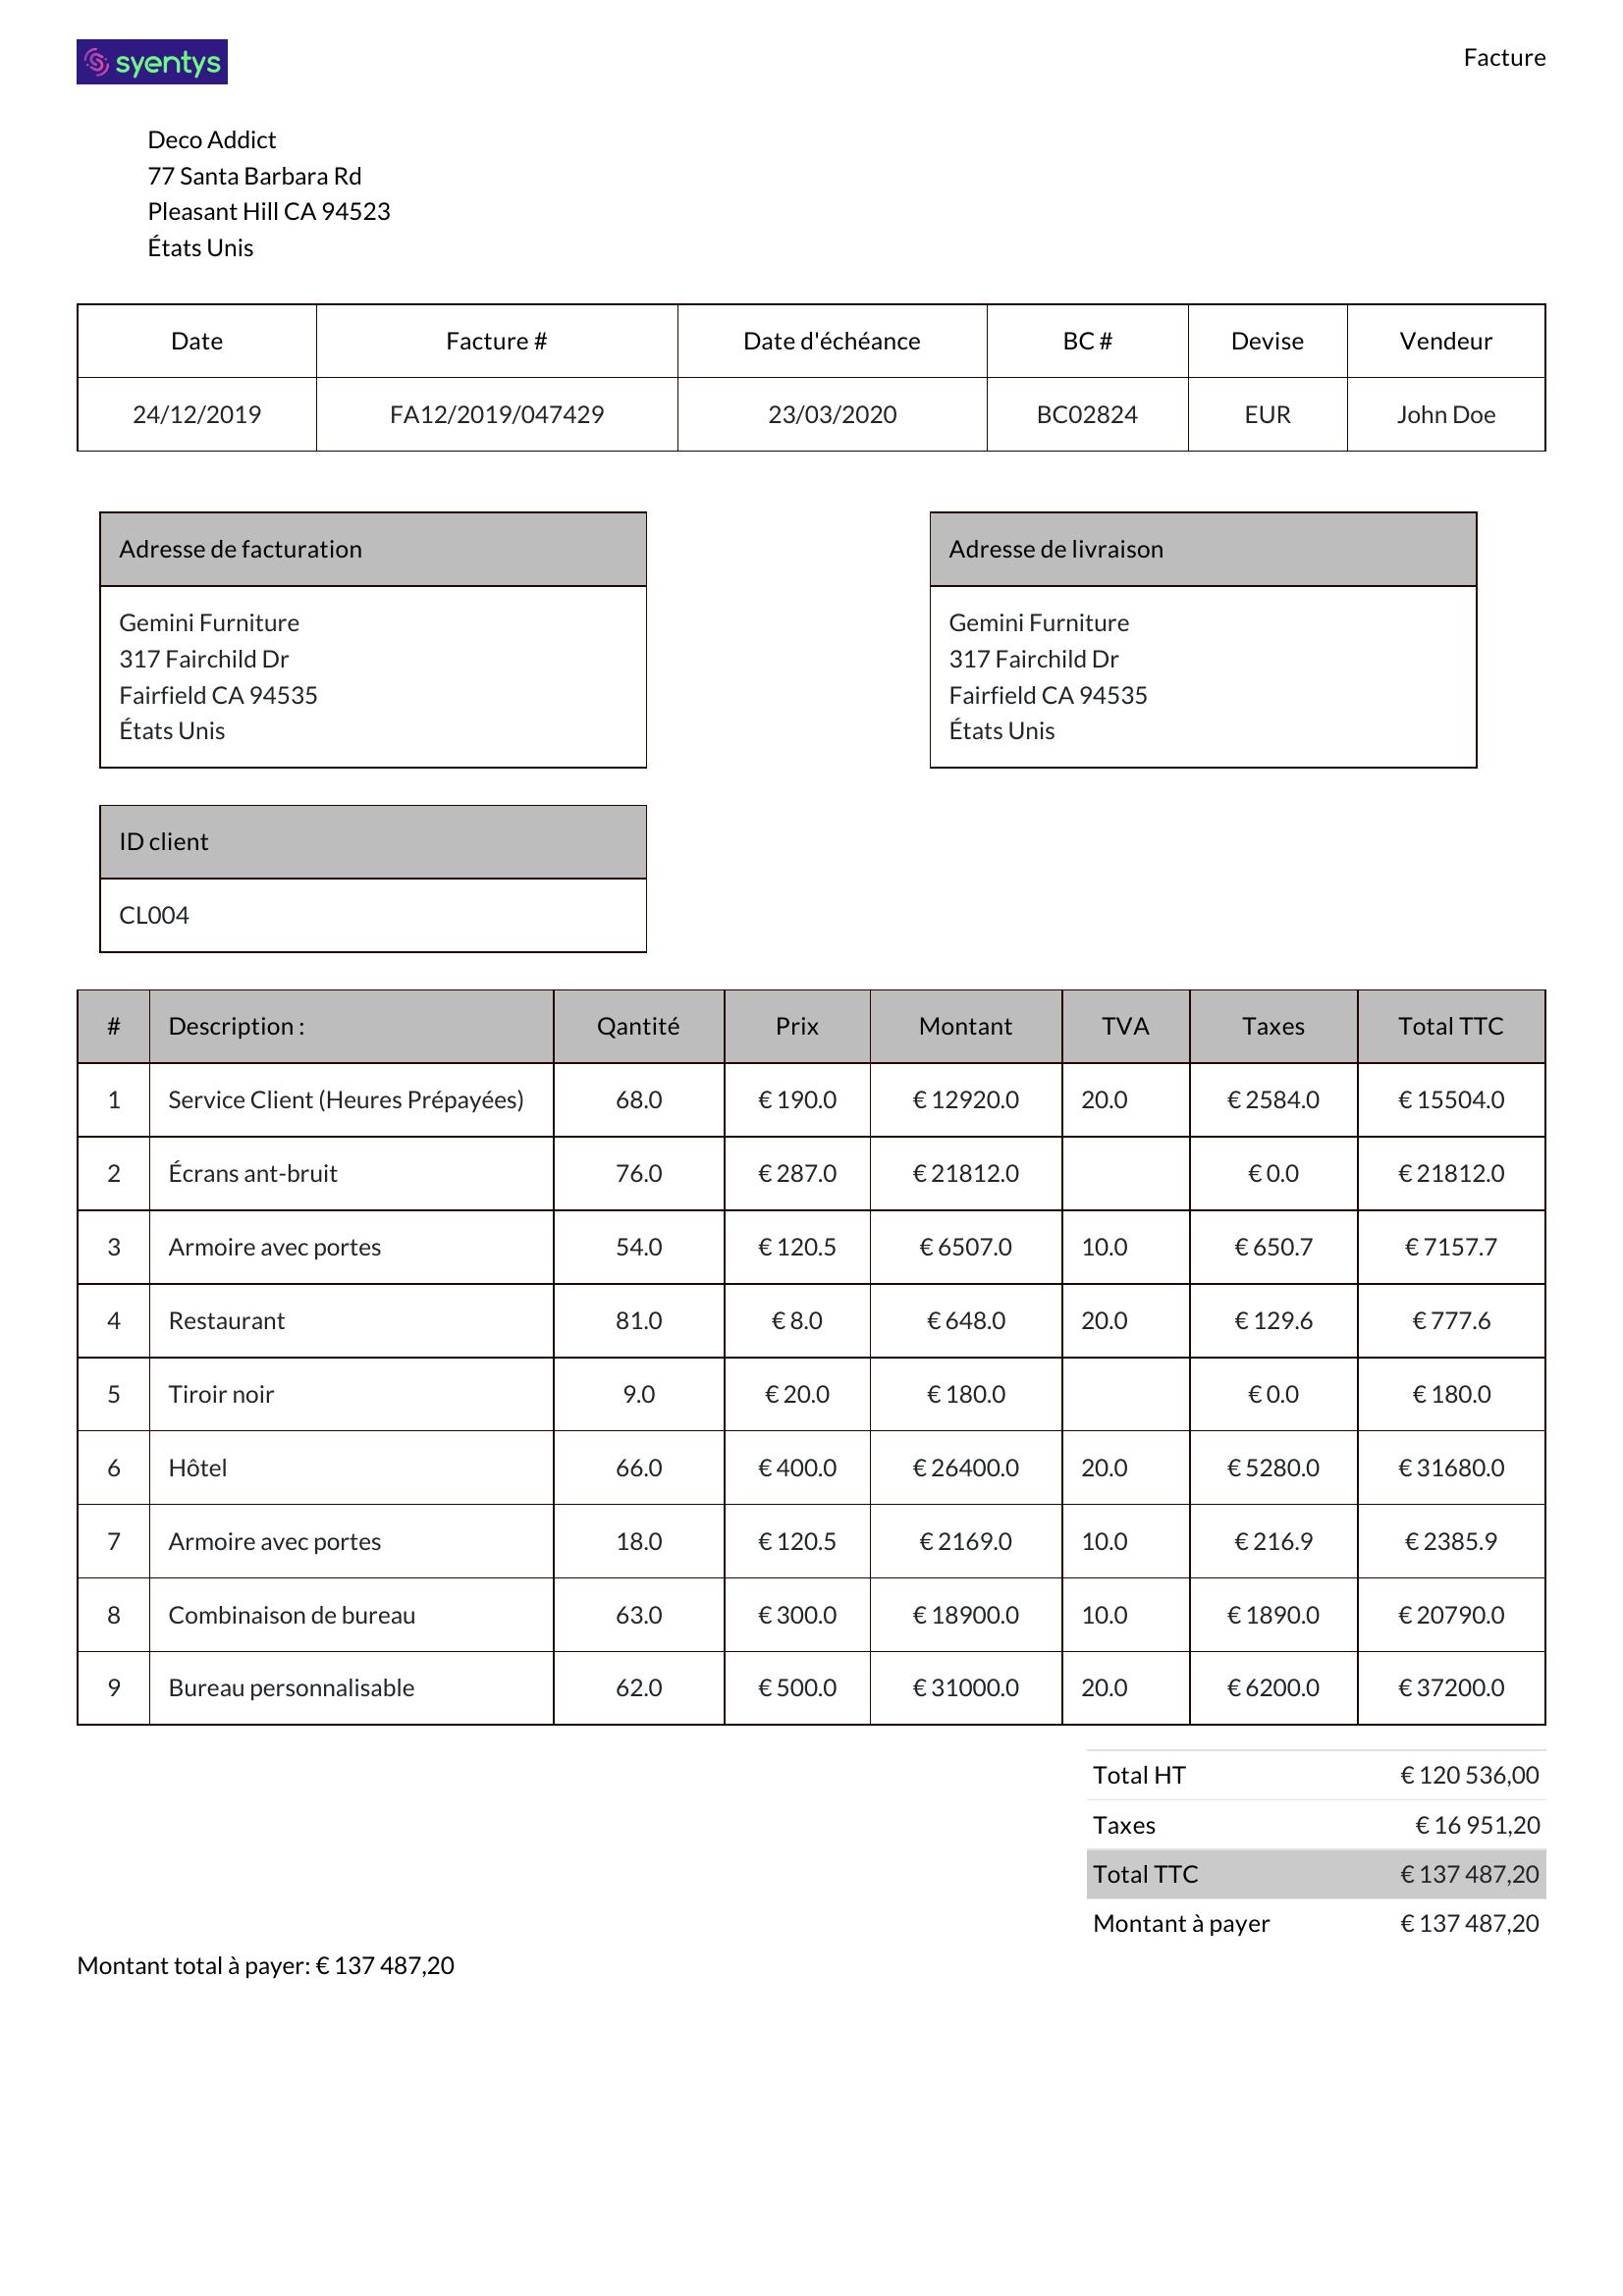 syentys
Facture
Deco Addict
77 Santa Barbara Rd
Pleasant Hill CA 94523
États Unis
Date Facture # Date d'échéance BC # Devise Vendeur
24/12/2019 FA12/2019/047429 23/03/2020 BC02824 EUR John Doe
Adresse de facturation
Gemini Furniture
317 Fairchild Dr
Fairfield CA 94535
États Unis
Adresse de livraison
Gemini Furniture
317 Fairchild Dr
Fairfield CA 94535
États Unis
ID client
CL004
# Description : Qantité Prix Montant TVA Taxes Total TTC
1 Service Client (Heures Prépayées) 68.0 € 190.0 € 12920.0 20.0 € 2584.0 € 15504.0
2 Écrans ant-bruit 76.0 € 287.0 € 21812.0 € 0.0 € 21812.0
3 Armoire avec portes 54.0 € 120.5 € 6507.0 10.0 € 650.7 € 7157.7
4 Restaurant 81.0 € 8.0 € 648.0 20.0 € 129.6 € 777.6
5 Tiroir noir 9.0 € 20.0 € 180.0 € 0.0 € 180.0
6 Hôtel 66.0 € 400.0 € 26400.0 20.0 € 5280.0 € 31680.0
7 Armoire avec portes 18.0 € 120.5 € 2169.0 10.0 € 216.9 € 2385.9
8 Combinaison de bureau 63.0 € 300.0 € 18900.0 10.0 € 1890.0 € 20790.0
9 Bureau personnalisable 62.0 € 500.0 € 31000.0 20.0 € 6200.0 € 37200.0
Total HT € 120 536,00
Taxes € 16 951,20
Total TTC € 137 487,20
Montant à payer € 137 487,20
Montant total à payer: € 137 487,20